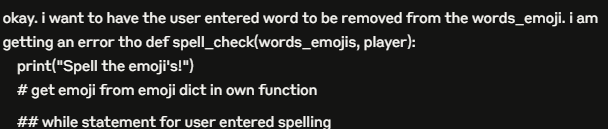 okay. i want to have the user entered word to be removed from the words_emoji. i am
getting an error tho def spell_check(words_emojis, player):
print("Spell the emoji's!")
# get emoji from emoji dict in own function
## while statement for user entered spelling